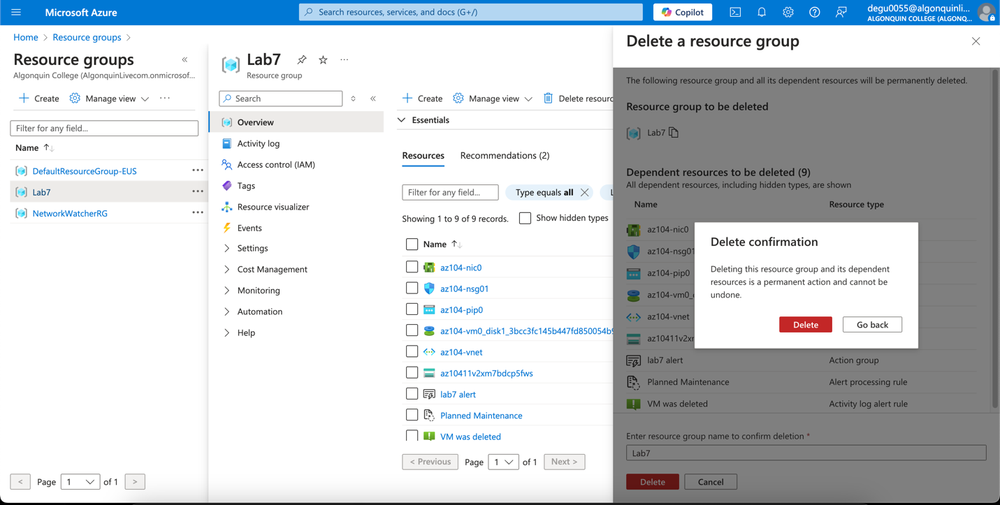 Microsoft Azure
Search resources, services, and docs (G+/)
Copilot
degu0055@algonquinli...
ALGONQUIN COLLEGE (ALGONQ...
Home > Resource groups >
Resource groups
Algonquin College (AlgonquinLivecom.onmicrosof...
Create
Manage view
Filter for any field...
Name
DefaultResourceGroup-EUS
Lab7
NetworkWatcherRG
< Page 1 of 1 >
Lab7
Resource group
Search
Overview
Activity log
Access control (IAM)
Tags
Resource visualizer
Events
Settings
Cost Management
Monitoring
Automation
Help
Create
Manage view
Delete resourc
Essentials
Resources
Recommendations (2)
Filter for any field...
Type equals all
Showing 1 to 9 of 9 records.
Show hidden types
Name
az104-nic0
az104-nsg01
az104-pip0
az104-vm0_disk1_3bcc3fc145b447fd850054b9
az104-vnet
az10411v2xm7bdcp5fws
lab7 alert
Planned Maintenance
VM was deleted
< Previous Page 1 of 1 Next >
Delete a resource group
The following resource group and all its dependent resources will be permanently deleted.
Resource group to be deleted
Lab7
Dependent resources to be deleted (9)
All dependent resources, including hidden types, are shown
Name Resource type
az104-nic0
az104-nsg01
az104-pip0
az104-vm0_
az104-vnet
az10411v2x
lab7 alert Action group
Planned Maintenance Alert processing rule
VM was deleted Activity log alert rule
Delete confirmation
Deleting this resource group and its dependent
resources is a permanent action and cannot be
undone.
Delete
Go back
Enter resource group name to confirm deletion *
Lab7
Delete
Cancel